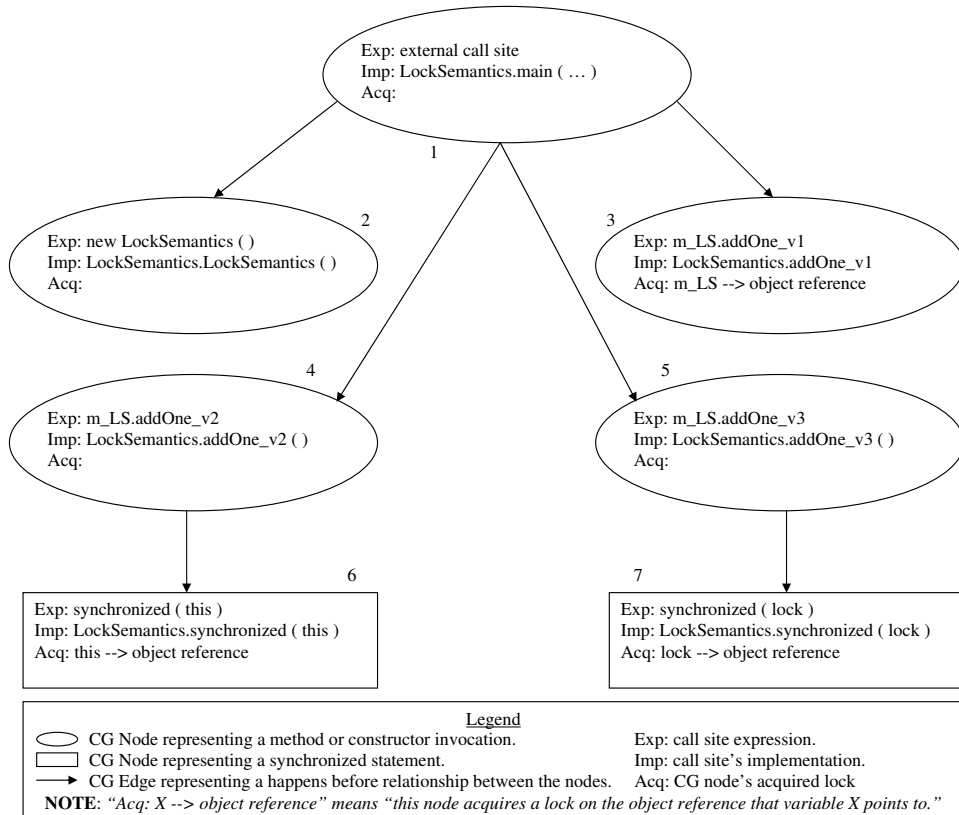 Exp: external call site
Imp: LockSemantics.main ( … )
Acq:
1
2
Exp: new LockSemantics ( )
Imp: LockSemantics.LockSemantics ( )
Acq:
3
Exp: m_LS.addOne_v1
Imp: LockSemantics.addOne_v1
Acq: m_LS --> object reference
4
Exp: m_LS.addOne_v2
Imp: LockSemantics.addOne_v2 ( )
Acq:
5
Exp: m_LS.addOne_v3
Imp: LockSemantics.addOne_v3 ( )
Acq:
6
Exp: synchronized ( this )
Imp: LockSemantics.synchronized ( this )
Acq: this --> object reference
7
Exp: synchronized ( lock )
Imp: LockSemantics.synchronized ( lock )
Acq: lock --> object reference
Legend
CG Node representing a method or constructor invocation.
CG Node representing a synchronized statement.
CG Edge representing a happens before relationship between the nodes.
Exp: call site expression.
Imp: call site's implementation.
Acq: CG node's acquired lock
NOTE: “Acq: X --> object reference” means “this node acquires a lock on the object reference that variable X points to.”